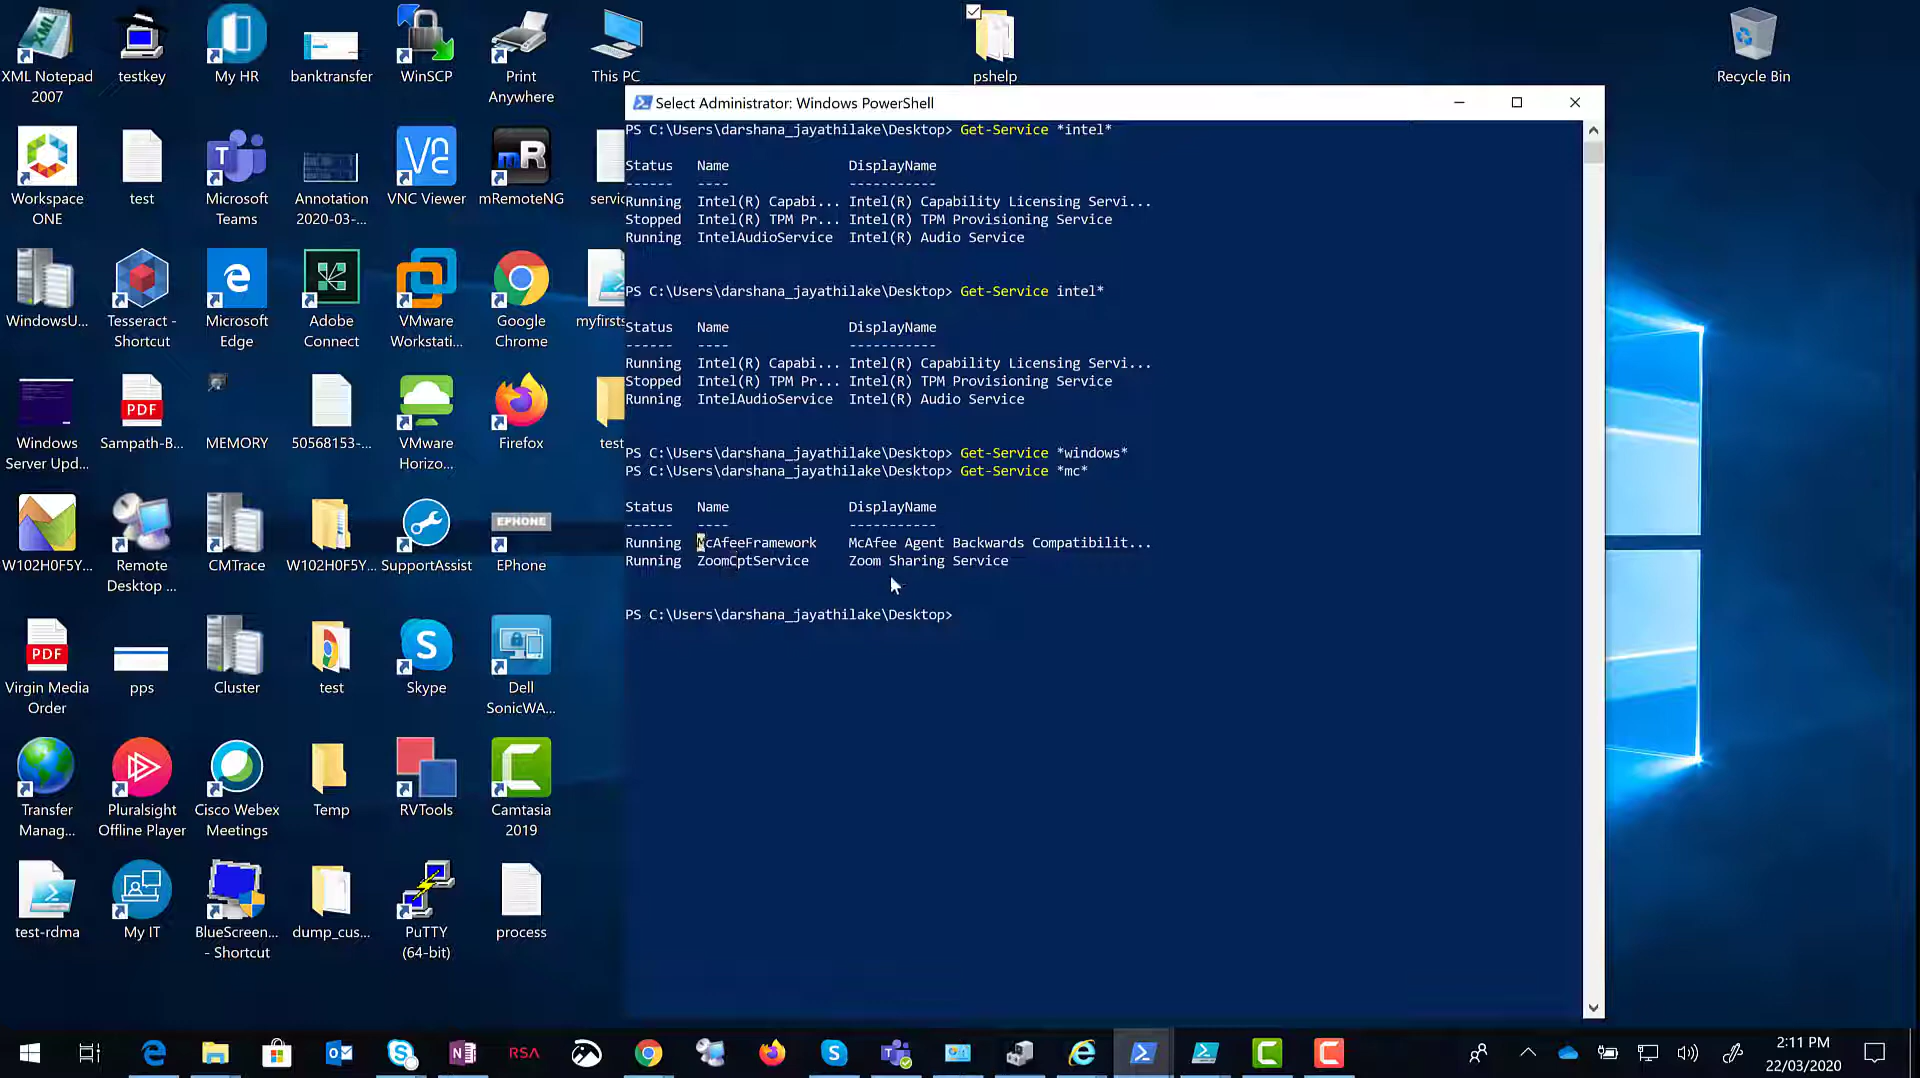 XML Notepad
2007
testkey
My HR
banktransfer
WinSCP
Print
Anywhere
This PC
pshelp
Recycle Bin
Workspace
ONE
test
Microsoft
Teams
Annotation
2020-03-...
VNC Viewer
mRemoteNG
servic
WindowsU...
Tesseract -
Shortcut
Microsoft
Edge
Adobe
Connect
VMware
Workstati...
Google
Chrome
myfirsts
Windows
Server Upd...
PDF
Sampath-B...
MEMORY
50568153-...
VMware
Horizo...
Firefox
test
W102H0F5Y...
Remote
Desktop ...
CMTrace
W102H0F5Y...
SupportAssist
EPHONE
EPhone
PDF
Virgin Media
Order
pps
Cluster
test
Skype
Dell
SonicWA...
Transfer
Manag...
Pluralsight
Offline Player
Cisco Webex
Meetings
Temp
RVTools
Camtasia
2019
test-rdma
My IT
BlueScreen...
- Shortcut
dump_cus...
PuTTY
(64-bit)
process
Select Administrator: Windows PowerShell
PS C:\Users\darshana_jayathilake\Desktop> Get-Service *intel*
Status Name DisplayName
------ ---- -----------
Running Intel(R) Capabi... Intel(R) Capability Licensing Servi...
Stopped Intel(R) TPM Pr... Intel(R) TPM Provisioning Service
Running IntelAudioService Intel(R) Audio Service
PS C:\Users\darshana_jayathilake\Desktop> Get-Service intel*
Status Name DisplayName
------ ---- -----------
Running Intel(R) Capabi... Intel(R) Capability Licensing Servi...
Stopped Intel(R) TPM Pr... Intel(R) TPM Provisioning Service
Running IntelAudioService Intel(R) Audio Service
PS C:\Users\darshana_jayathilake\Desktop> Get-Service *windows*
PS C:\Users\darshana_jayathilake\Desktop> Get-Service *mc*
Status Name DisplayName
------ ---- -----------
Running McAfeeFramework McAfee Agent Backwards Compatibilit...
Running ZoomCptService Zoom Sharing Service
PS C:\Users\darshana_jayathilake\Desktop>
RSA
2:11 PM
22/03/2020